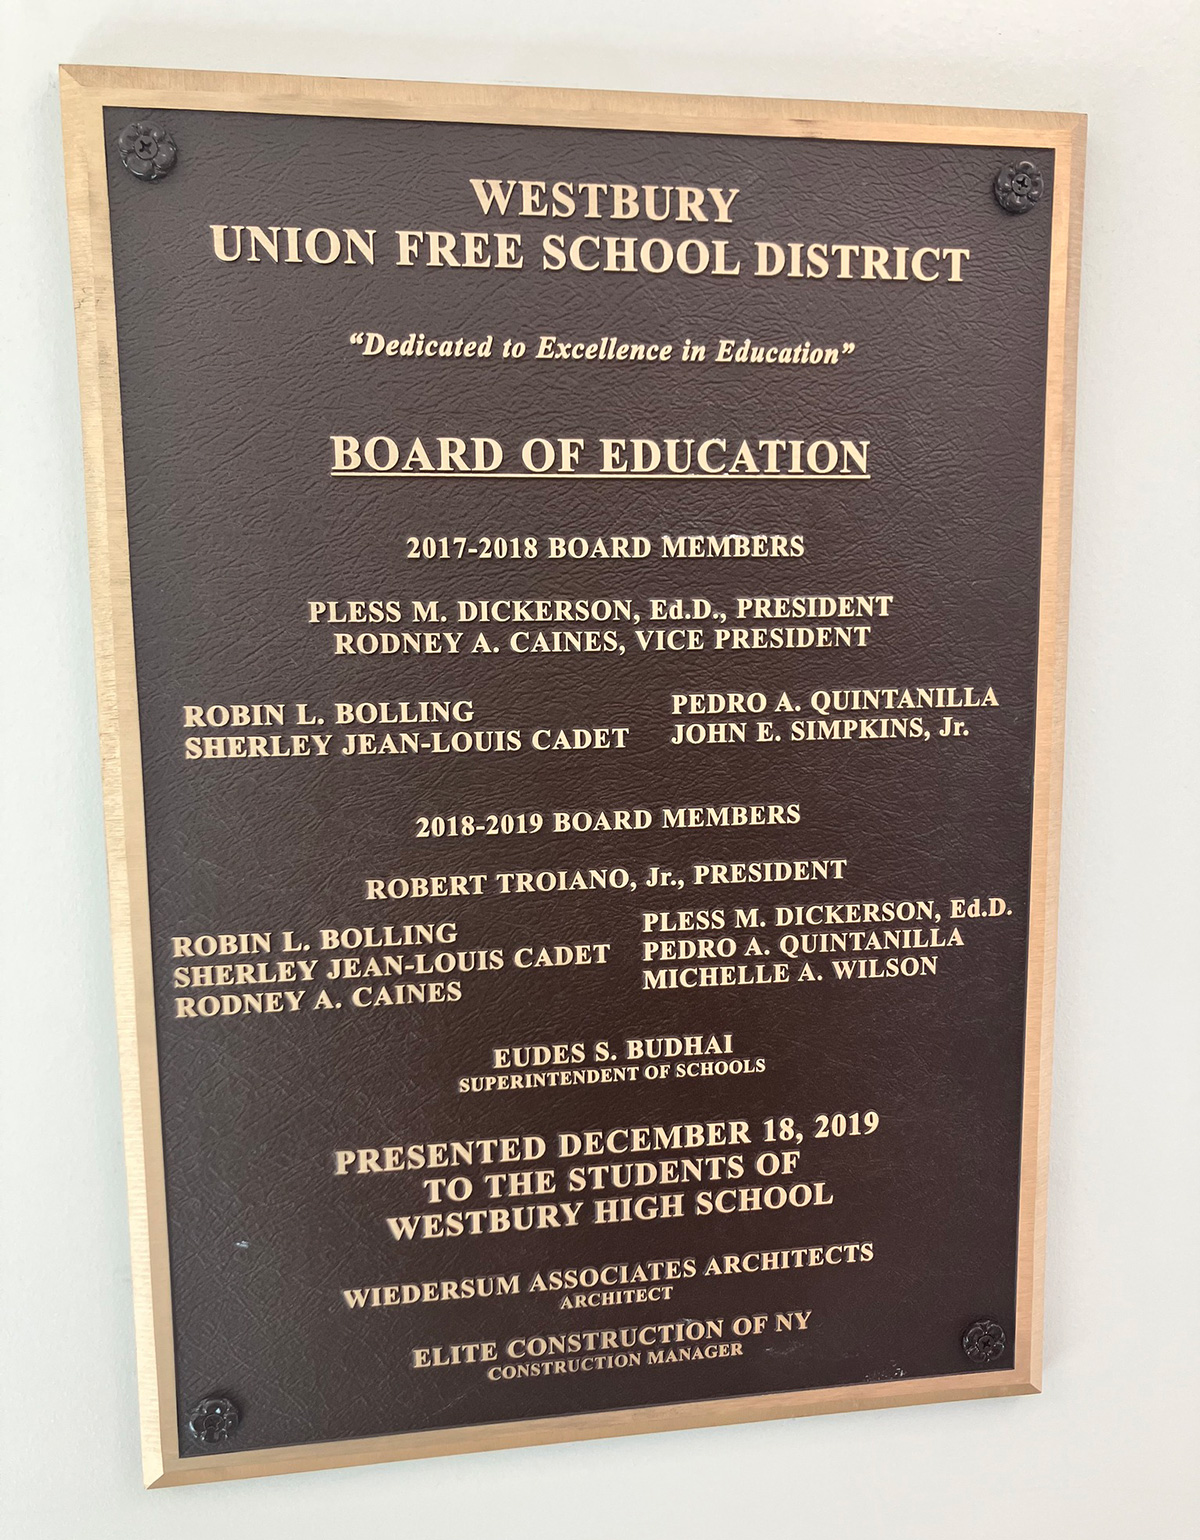 WESTBURY
UNION FREE SCHOOL DISTRICT
“Dedicated to Excellence in Education”
BOARD OF EDUCATION
2017-2018 BOARD MEMBERS
PLESS M. DICKERSON, Ed.D., PRESIDENT
RODNEY A. CAINES, VICE PRESIDENT
ROBIN L. BOLLING
SHERLEY JEAN-LOUIS CADET
PEDRO A. QUINTANILLA
JOHN E. SIMPKINS, Jr.
2018-2019 BOARD MEMBERS
ROBERT TROIANO, Jr., PRESIDENT
ROBIN L. BOLLING
SHERLEY JEAN-LOUIS CADET
RODNEY A. CAINES
PLESS M. DICKERSON, Ed.D.
PEDRO A. QUINTANILLA
MICHELLE A. WILSON
EUDES S. BUDHAI
SUPERINTENDENT OF SCHOOLS
PRESENTED DECEMBER 18, 2019
TO THE STUDENTS OF
WESTBURY HIGH SCHOOL
WIEDERSUM ASSOCIATES ARCHITECTS
ARCHITECT
ELITE CONSTRUCTION OF NY
CONSTRUCTION MANAGER